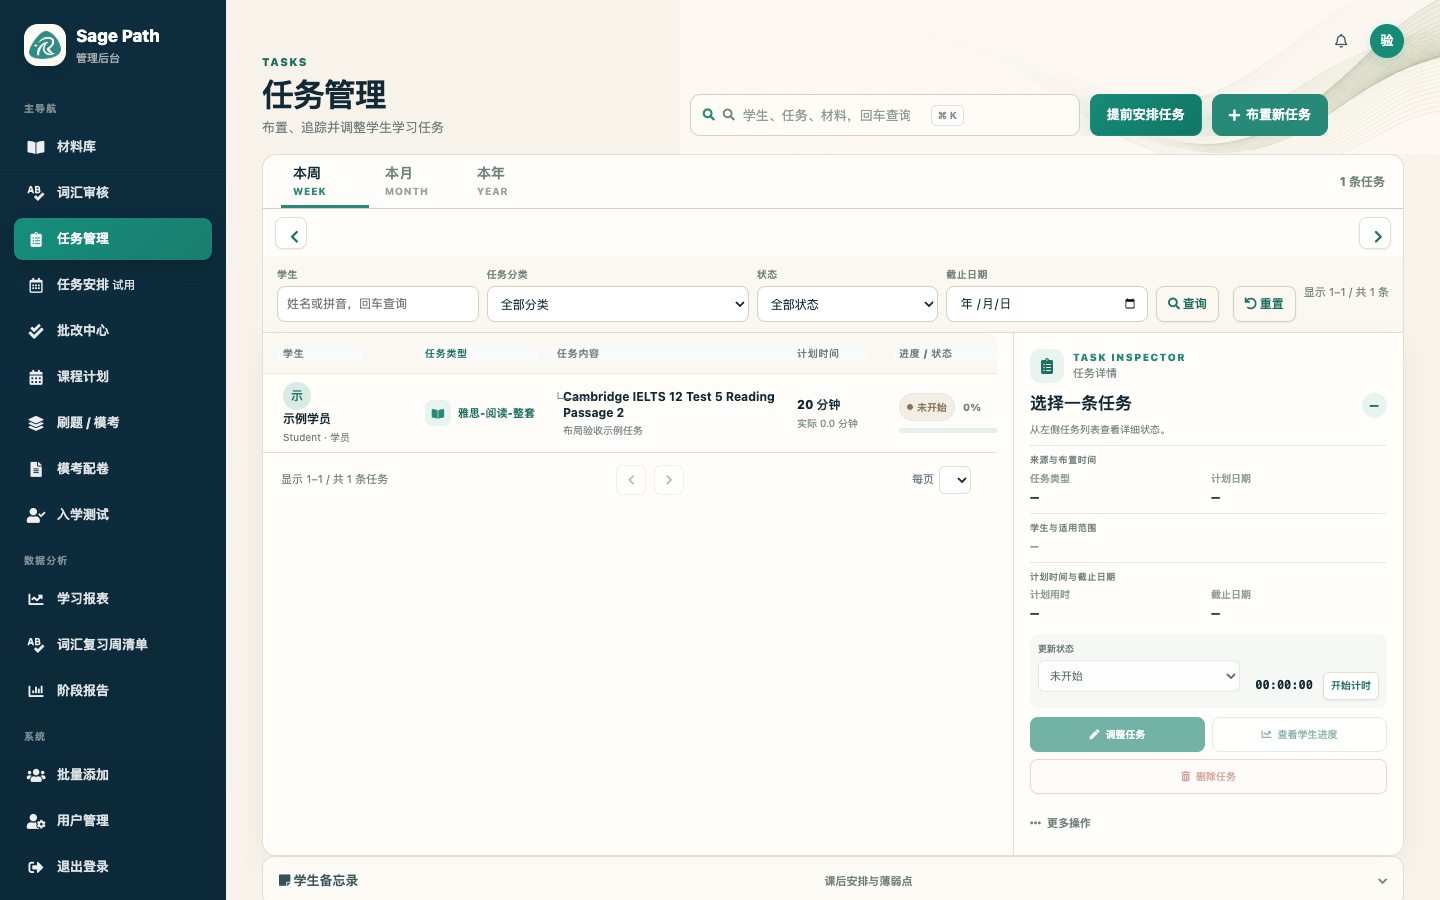 Sage Path
管理后台
主导航
材料库
词汇审核
任务管理
任务安排 试用
批改中心
课程计划
刷题 / 模考
模考配卷
入学测试
数据分析
学习报表
词汇复习周清单
阶段报告
系统
批量添加
用户管理
退出登录
验
TASKS
任务管理
布置、追踪并调整学生学习任务
学生、任务、材料，回车查询 ⌘ K
提前安排任务
布置新任务
本周
WEEK
本月
MONTH
本年
YEAR
1 条任务
学生
姓名或拼音，回车查询
任务分类
全部分类
状态
全部状态
截止日期
年 /月/日
查询
重置
显示 1–1 / 共 1 条
学生 任务类型 任务内容 计划时间 进度 / 状态
示
示例学员
Student · 学员
雅思-阅读-整套
Cambridge IELTS 12 Test 5 Reading
Passage 2
布局验收示例任务
20 分钟
实际 0.0 分钟
未开始 0%
显示 1–1 / 共 1 条任务
每页
TASK INSPECTOR
任务详情
选择一条任务
–
从左侧任务列表查看详细状态。
来源与布置时间
任务类型 计划日期
– –
学生与适用范围
–
计划时间与截止日期
计划用时 截止日期
– –
更新状态
未开始
00:00:00
开始计时
调整任务
查看学生进度
删除任务
更多操作
学生备忘录
课后安排与薄弱点